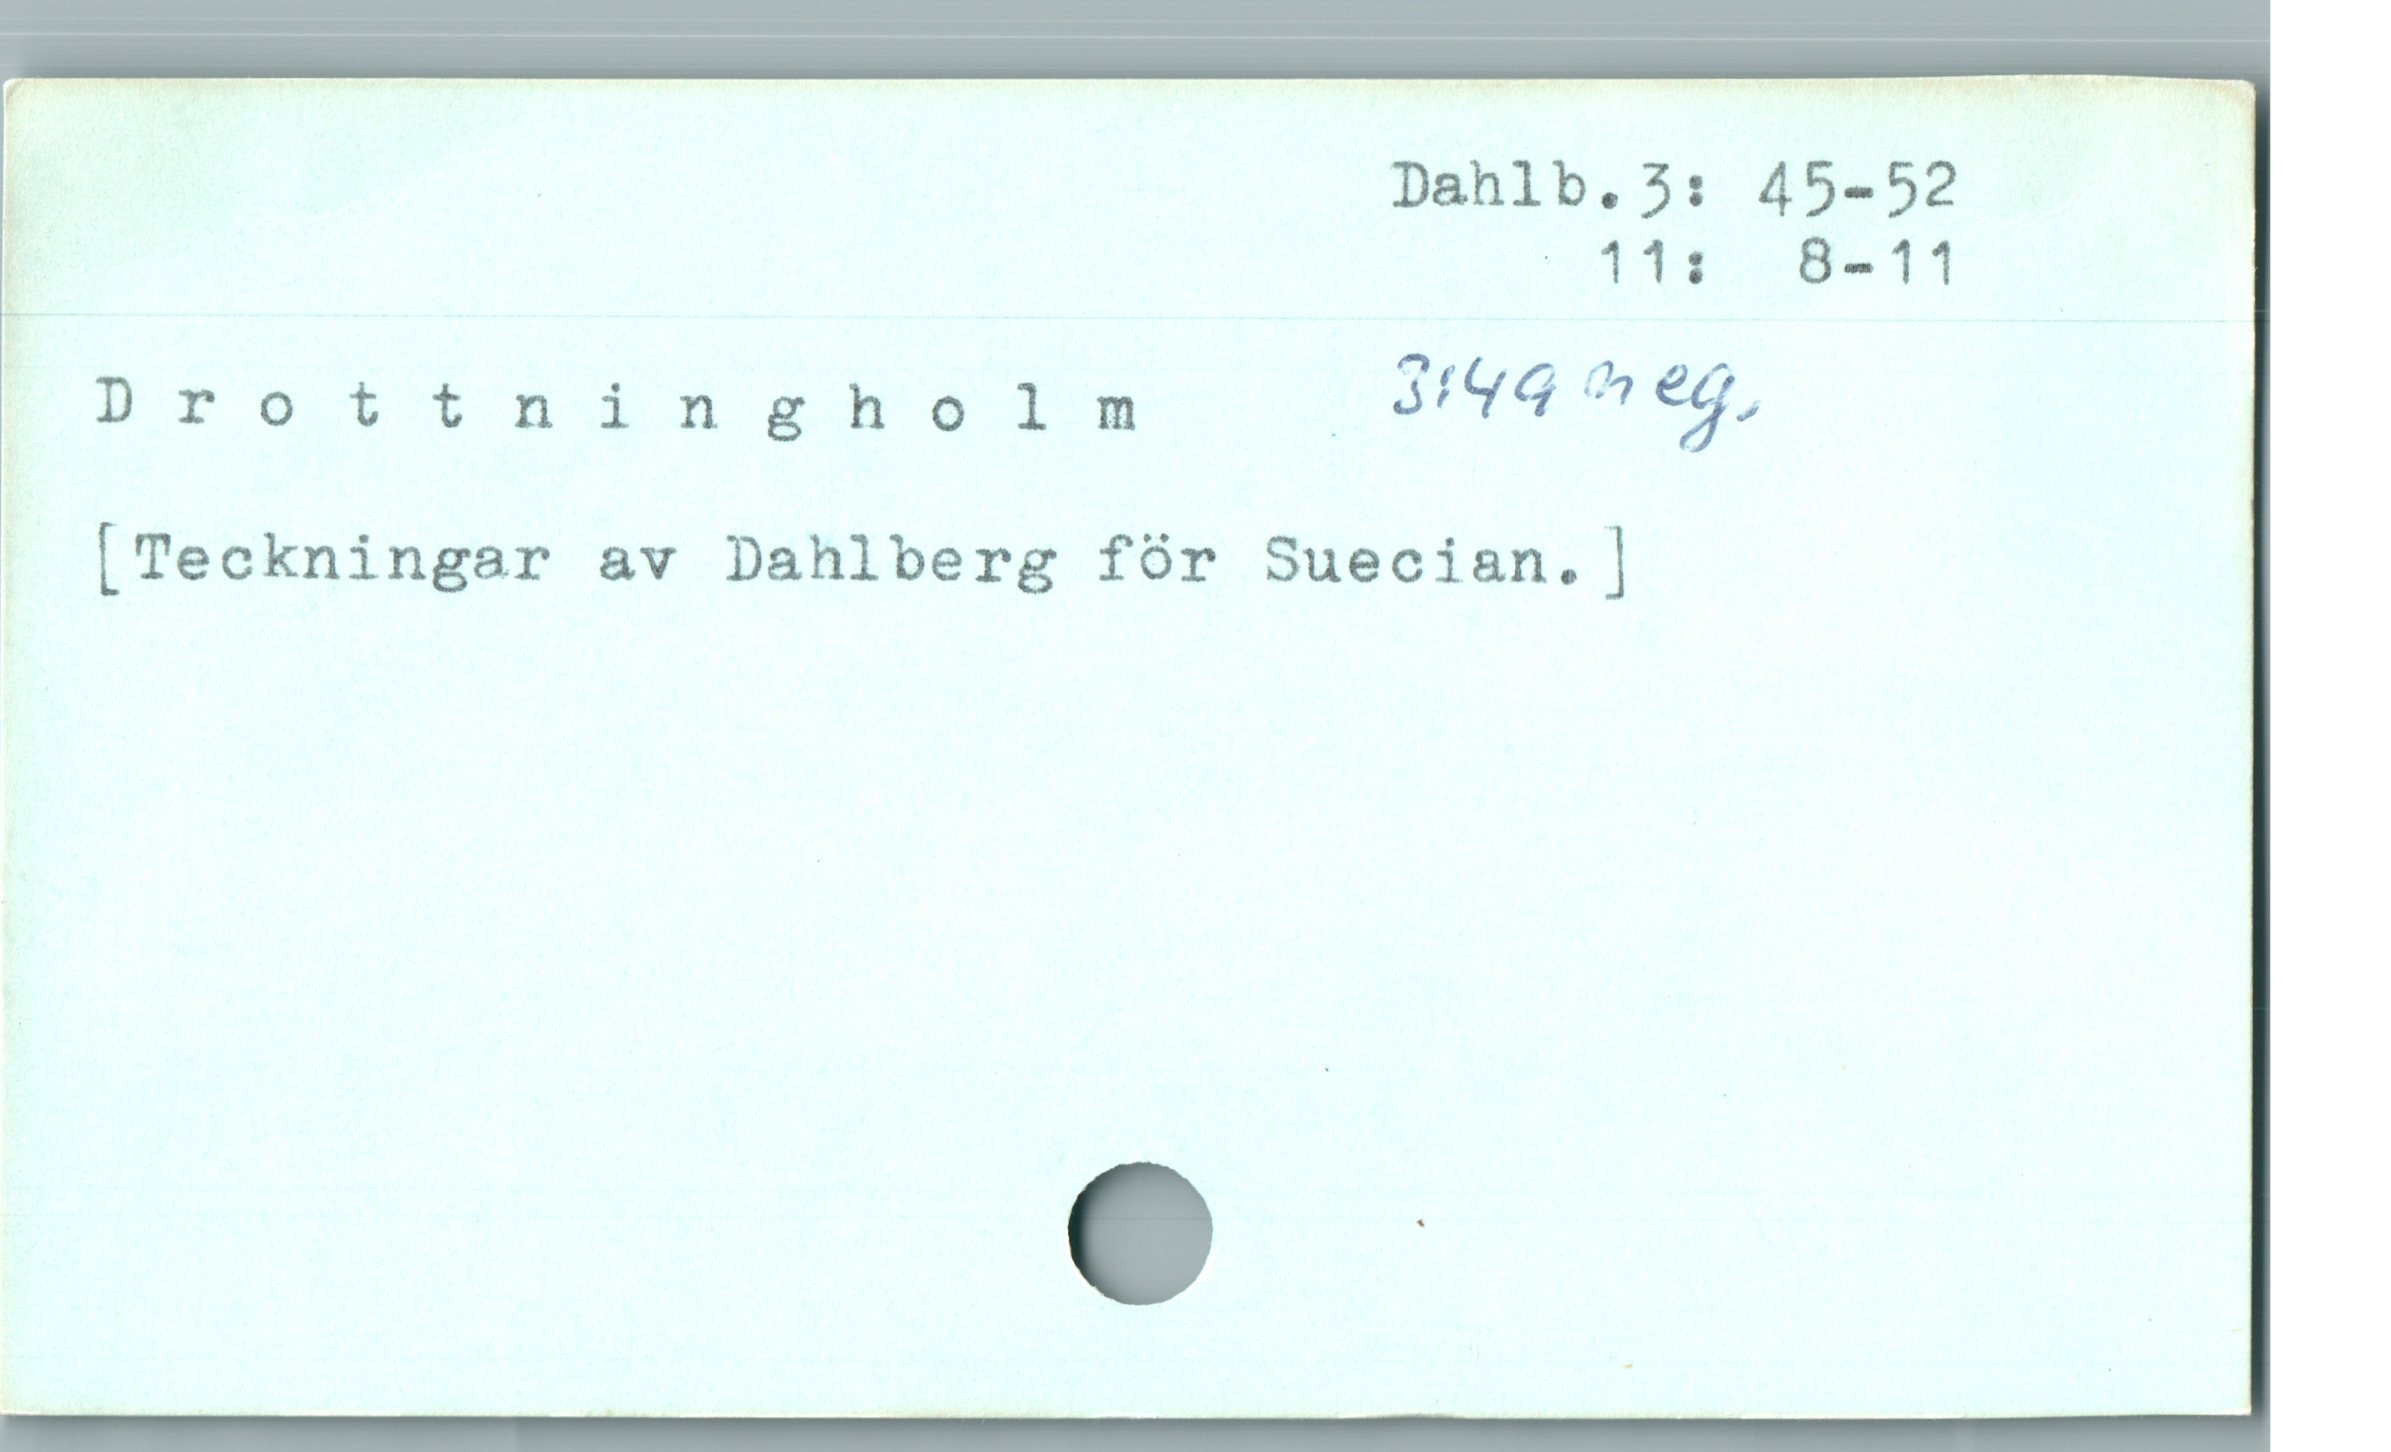 Dahlb.3: 45-52
11: 8-11
D r o t t n i n g h o l m
3:49 neg.
[Teckningar av Dahlberg för Suecian.]